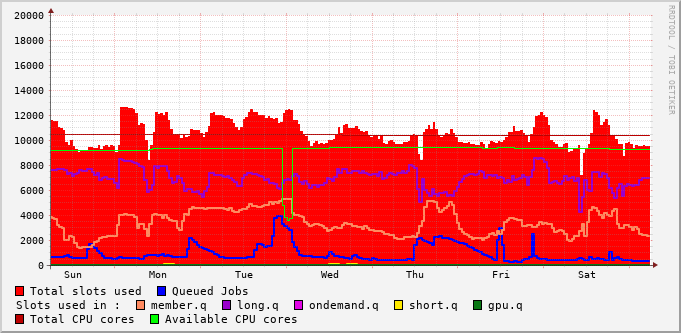 20000
18000
16000
14000
12000
10000
8000
6000
4000
2000
0
Sun Mon Tue Wed Thu Fri Sat
RRDTOOL / TOBI OETIKER
Total slots used Queued Jobs
Slots used in : member.q long.q ondemand.q short.q gpu.q
Total CPU cores Available CPU cores